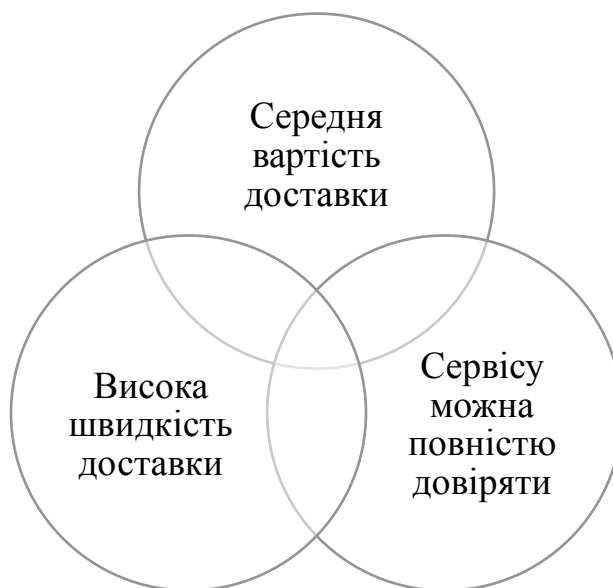 Середня
вартість
доставки
Висока
швидкість
доставки
Сервісу
можна
повністю
довіряти